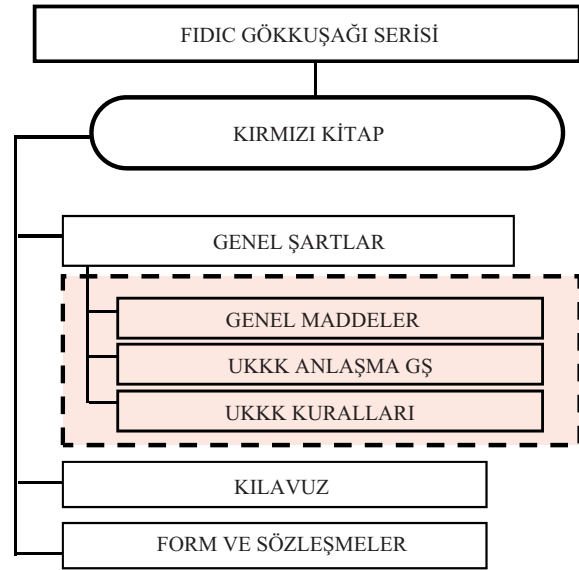 FIDIC GÖKKUŞAĞI SERİSİ
KIRMIZI KİTAP
GENEL ŞARTLAR
GENEL MADDELER
UKKK ANLAŞMA GŞ
UKKK KURALLARI
KILAVUZ
FORM VE SÖZLEŞMELER